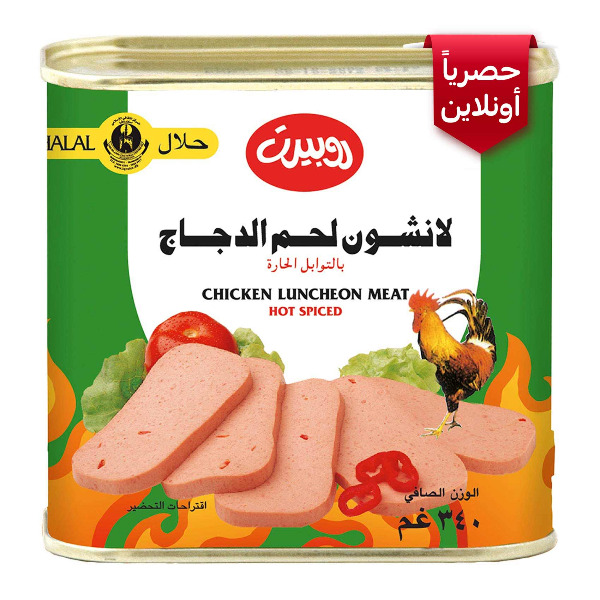 حصرياً
أونلاين
HALAL
حلال
روبيرت
لانشون لحم الدجاج
بالتوابل الحارة
CHICKEN LUNCHEON MEAT
HOT SPICED
الوزن الصافي
٣٤٠ غم
اقتراحات التحضير